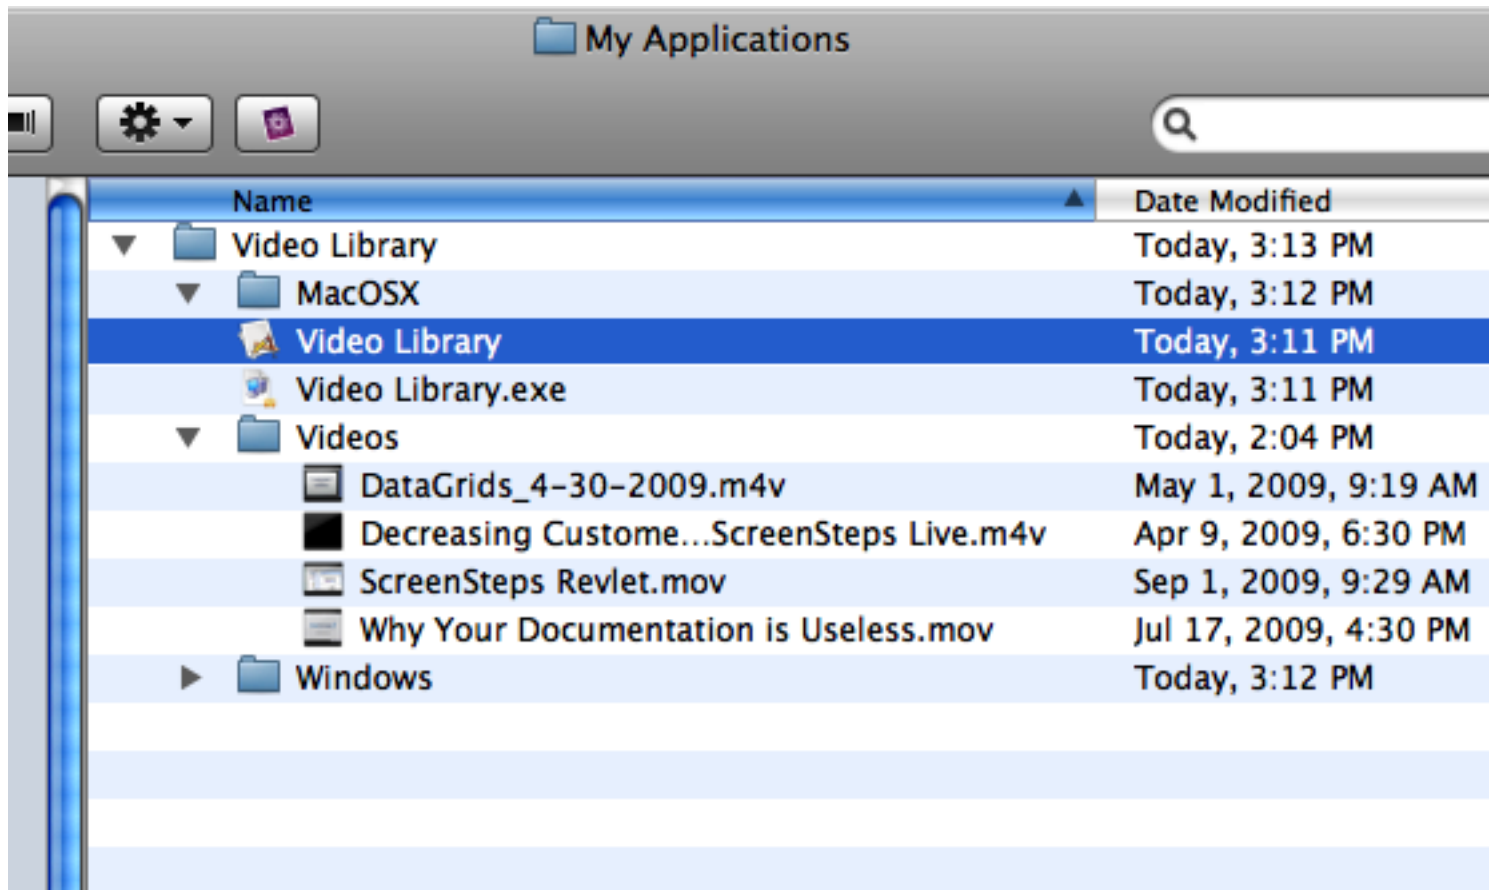 My Applications
Name Date Modified
Video Library Today, 3:13 PM
MacOSX Today, 3:12 PM
Video Library Today, 3:11 PM
Video Library.exe Today, 3:11 PM
Videos Today, 2:04 PM
DataGrids_4-30-2009.m4v May 1, 2009, 9:19 AM
Decreasing Custome...ScreenSteps Live.m4v Apr 9, 2009, 6:30 PM
ScreenSteps Revlet.mov Sep 1, 2009, 9:29 AM
Why Your Documentation is Useless.mov Jul 17, 2009, 4:30 PM
Windows Today, 3:12 PM